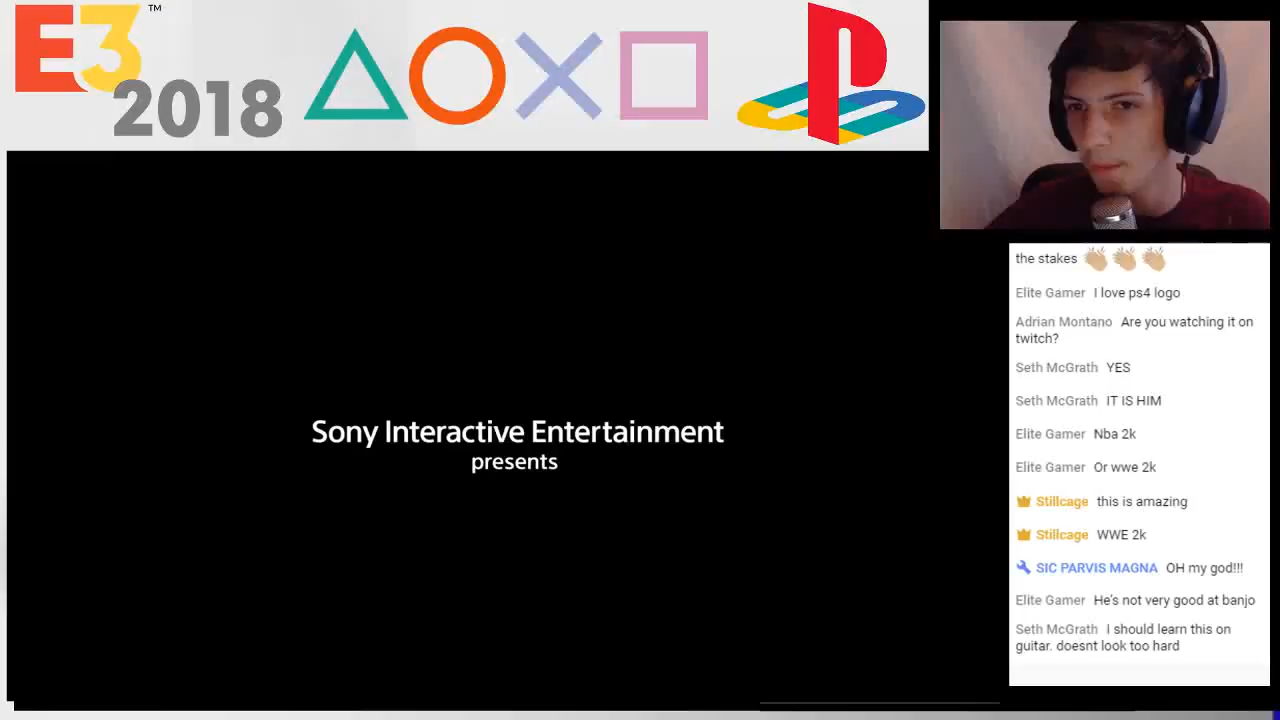 E3™
2018
Sony Interactive Entertainment
presents
the stakes
Elite Gamer I love ps4 logo
Adrian Montano Are you watching it on
twitch?
Seth McGrath YES
Seth McGrath IT IS HIM
Elite Gamer Nba 2k
Elite Gamer Or wwe 2k
Stillcage this is amazing
Stillcage WWE 2k
SIC PARVIS MAGNA OH my god!!!
Elite Gamer He's not very good at banjo
Seth McGrath I should learn this on
guitar. doesnt look too hard